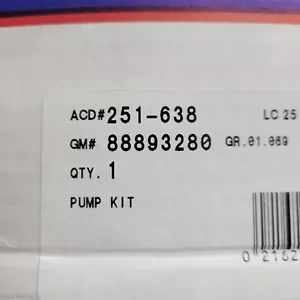 ACD# 251-638 LC 25
GM# 88893280 GR.01.069
QTY. 1
PUMP KIT
0 2162